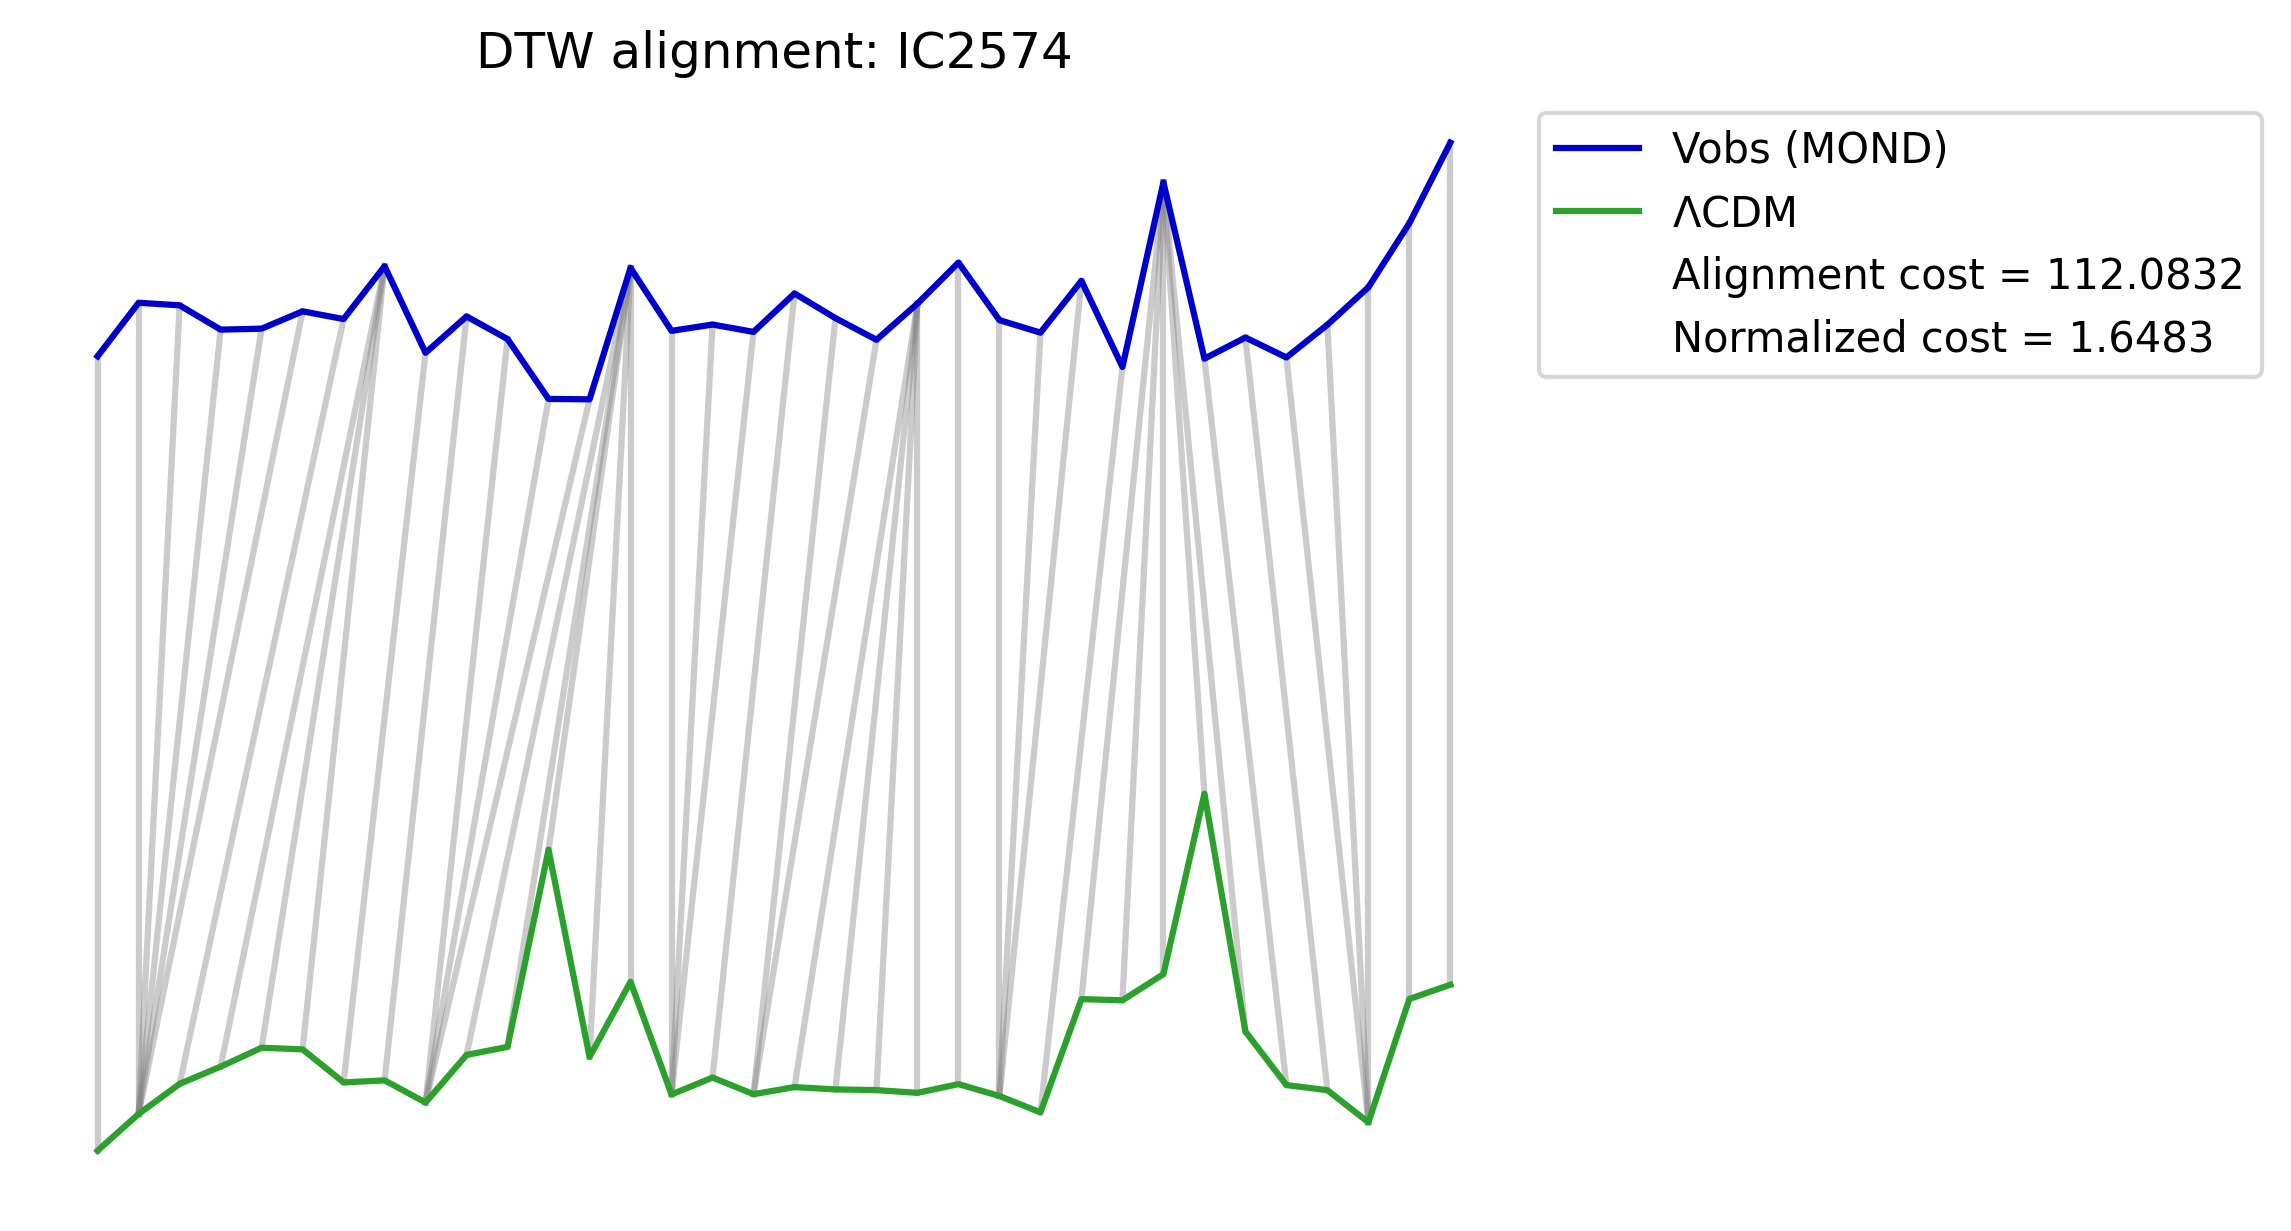 DTW alignment: IC2574
Vobs (MOND)
ΛCDM
Alignment cost = 112.0832
Normalized cost = 1.6483